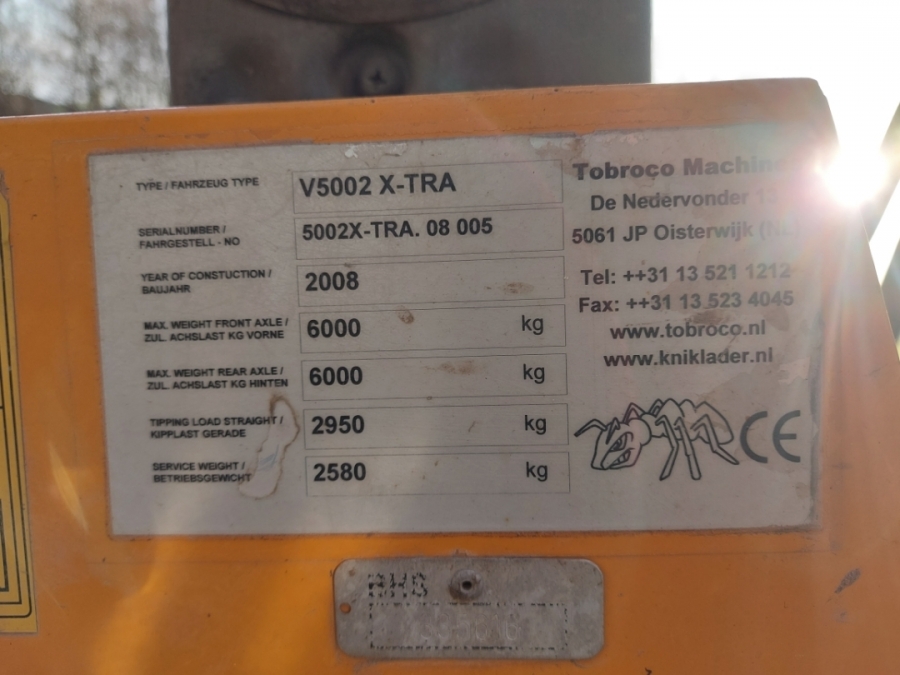 TYPE / FAHRZEUG TYPE
V5002 X-TRA
SERIALNUMBER /
FAHRGESTELL - NO
5002X-TRA. 08 005
YEAR OF CONSTUCTION /
BAUJAHR
2008
MAX. WEIGHT FRONT AXLE /
ZUL. ACHSLAST KG VORNE
6000 kg
MAX. WEIGHT REAR AXLE /
ZUL. ACHSLAST KG HINTEN
6000 kg
TIPPING LOAD STRAIGHT /
KIPPLAST GERADE
2950 kg
SERVICE WEIGHT /
BETRIEBSGEWICHT
2580 kg
Tobroco
De Nedervonder
5061 JP Oisterwijk (NL)
Tel: ++31 13 521 1212
Fax: ++31 13 523 4045
www.tobroco.nl
www.kniklader.nl
CE